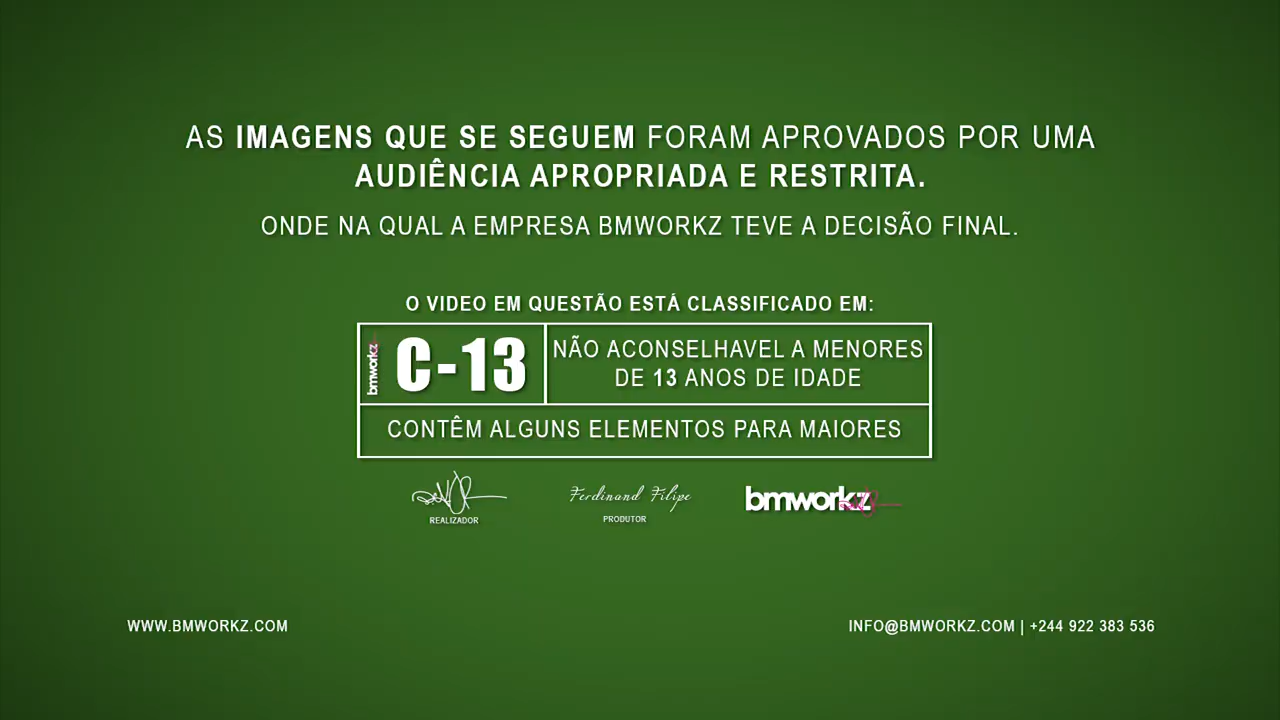 AS IMAGENS QUE SE SEGUEM FORAM APROVADOS POR UMA
AUDIÊNCIA APROPRIADA E RESTRITA.
ONDE NA QUAL A EMPRESA BMWORKZ TEVE A DECISÃO FINAL.
O VIDEO EM QUESTÃO ESTÁ CLASSIFICADO EM:
bmworkz
C-13
NÃO ACONSELHAVEL A MENORES
DE 13 ANOS DE IDADE
CONTÊM ALGUNS ELEMENTOS PARA MAIORES
REALIZADOR
Ferdinand Filipe
PRODUTOR
bmworkz
WWW.BMWORKZ.COM
INFO@BMWORKZ.COM | +244 922 383 536